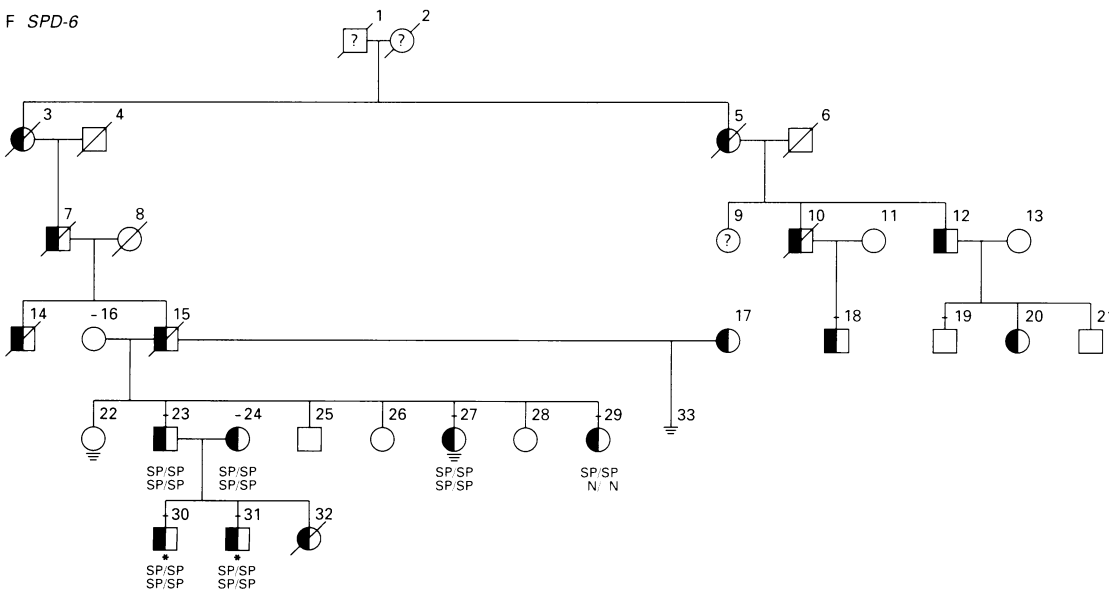 F SPD-6
1 2
? ?
3 4 5 6
7 8 9 10 11 12 13
?
14 -16 15 17 18 19 20 21
22 23 -24 25 26 27 28 29 33
SP/SP SP/SP SP/SP SP/SP
SP/SP SP/SP SP/SP N/ N
30 31 32
* *
SP/SP SP/SP
SP/SP SP/SP